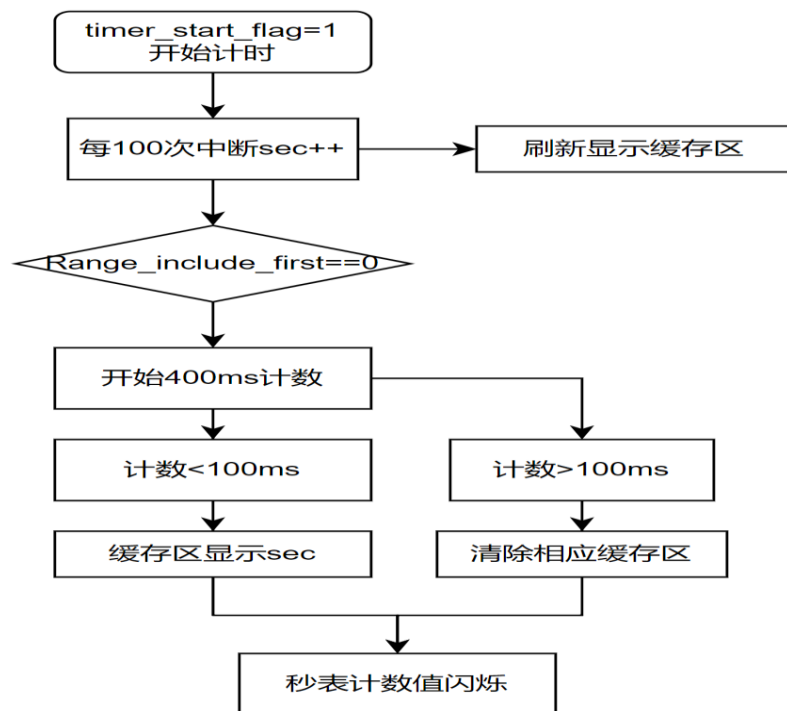 timer_start_flag=1
开始计时
每100次中断sec++
刷新显示缓存区
Range_include_first==0
开始400ms计数
计数<100ms
计数>100ms
缓存区显示sec
清除相应缓存区
秒表计数值闪烁